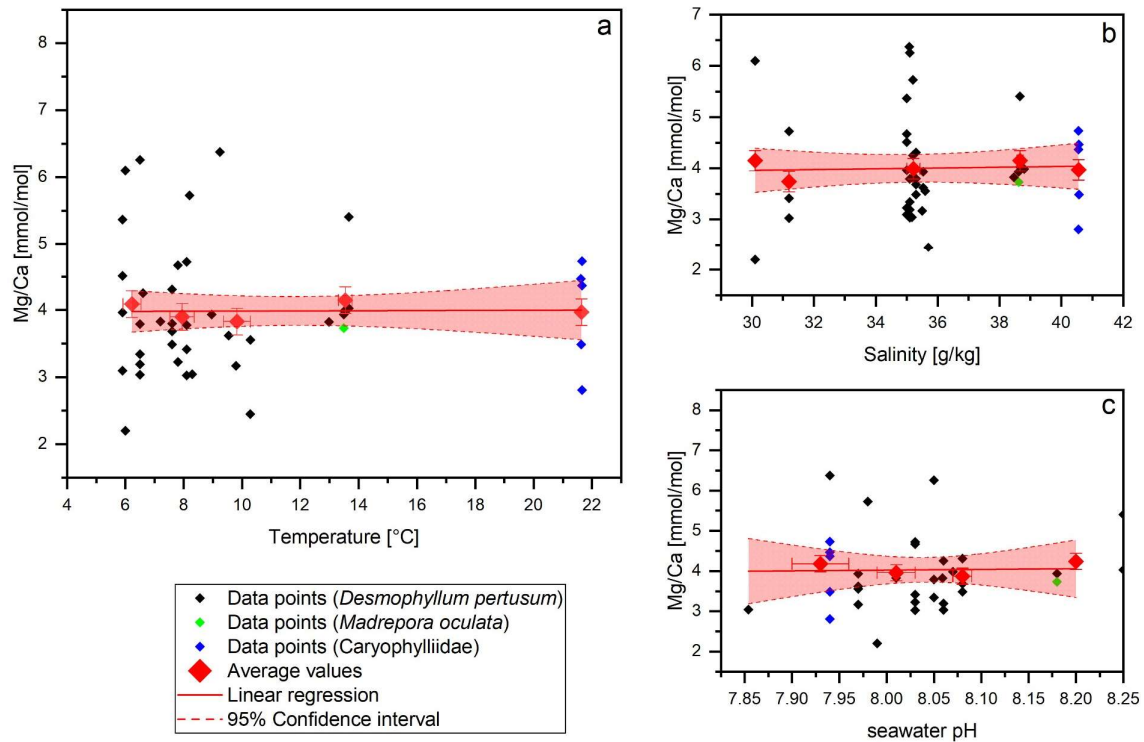 a
8
7
6
5
4
3
2
Mg/Ca [mmol/mol]
4 6 8 10 12 14 16 18 20 22
Temperature [°C]
b
7
6
5
4
3
2
Mg/Ca [mmol/mol]
30 32 34 36 38 40 42
Salinity [g/kg]
c
8
7
6
5
4
3
2
Mg/Ca [mmol/mol]
7.85 7.90 7.95 8.00 8.05 8.10 8.15 8.20 8.25
seawater pH
Data points (Desmophyllum pertusum)
Data points (Madrepora oculata)
Data points (Caryophylliidae)
Average values
Linear regression
95% Confidence interval